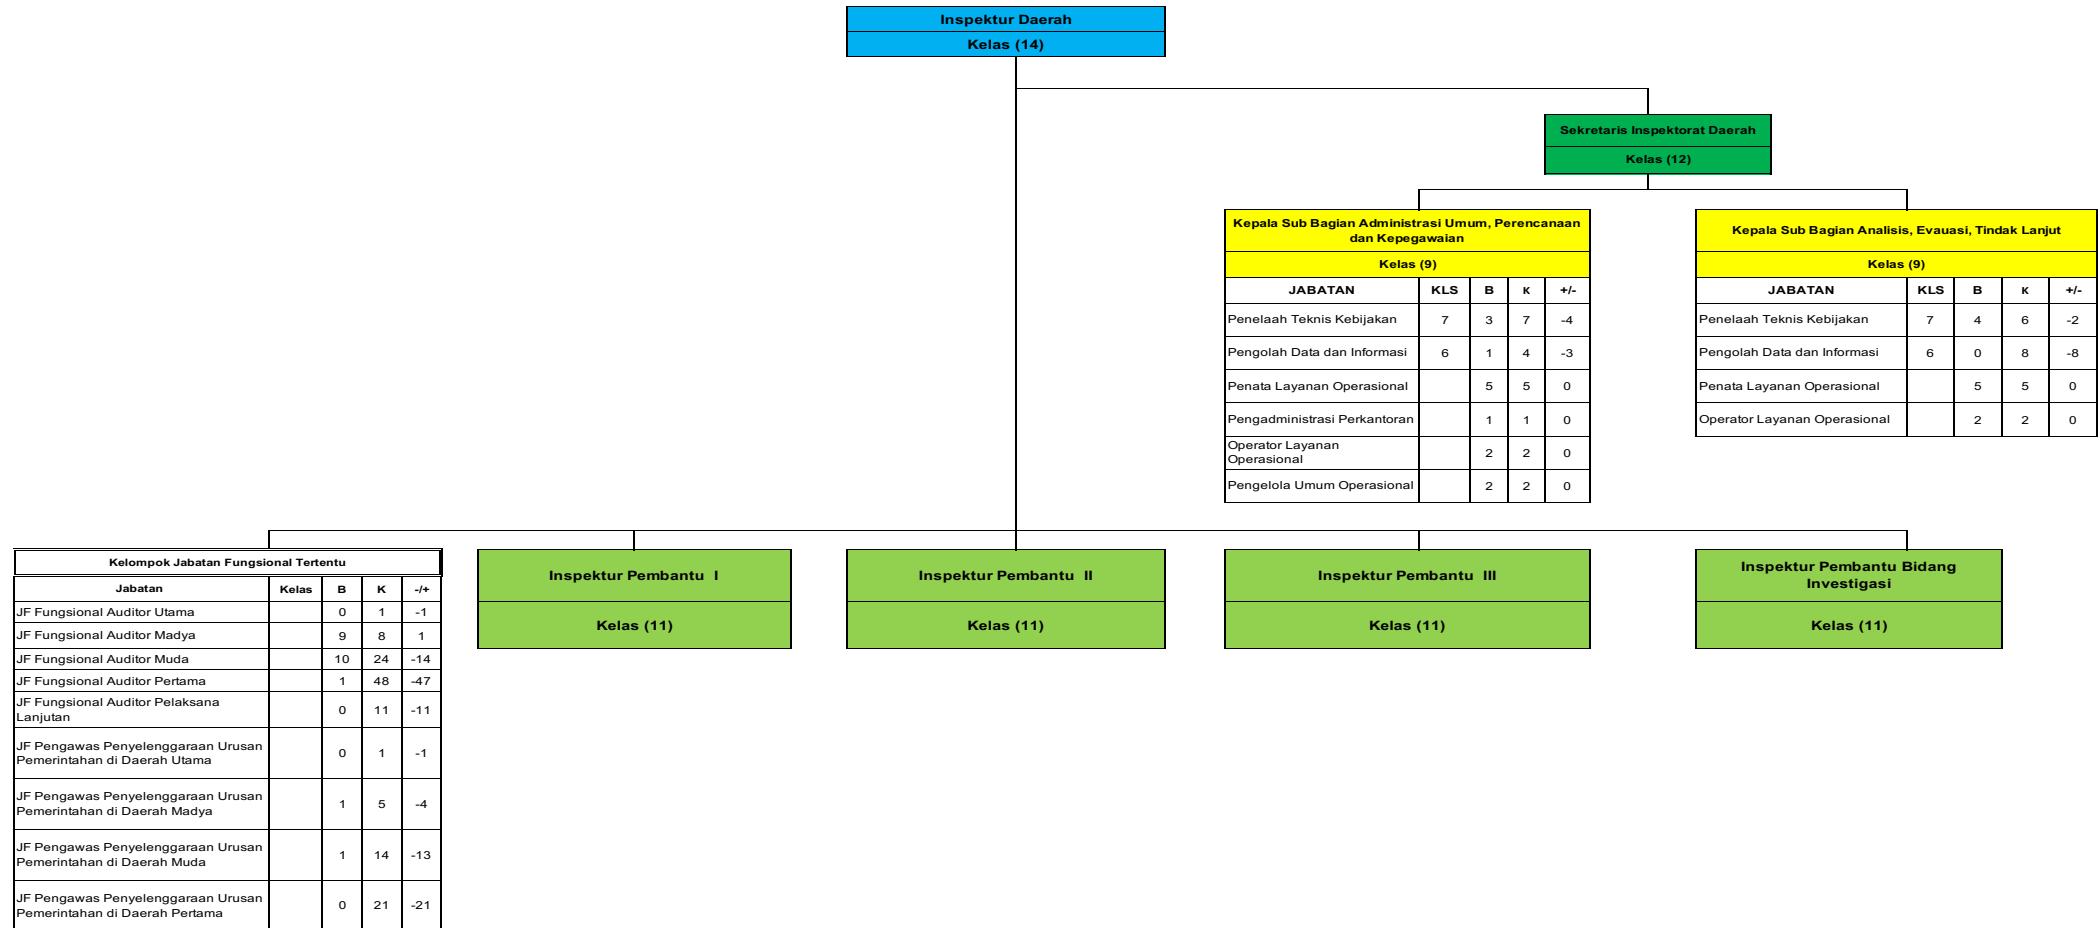 Inspektur Daerah
Kelas (14)
Sekretaris Inspektorat Daerah
Kelas (12)
Kepala Sub Bagian Administrasi Umum, Perencanaan
dan Kepegawaian
Kelas (9)
JABATAN KLS B K +/-
Penelaah Teknis Kebijakan 7 3 7 -4
Pengolah Data dan Informasi 6 1 4 -3
Penata Layanan Operasional 5 5 0
Pengadministrasi Perkantoran 1 1 0
Operator Layanan
Operasional 2 2 0
Pengelola Umum Operasional 2 2 0
Kepala Sub Bagian Analisis, Evauasi, Tindak Lanjut
Kelas (9)
JABATAN KLS B K +/-
Penelaah Teknis Kebijakan 7 4 6 -2
Pengolah Data dan Informasi 6 0 8 -8
Penata Layanan Operasional 5 5 0
Operator Layanan Operasional 2 2 0
Kelompok Jabatan Fungsional Tertentu
Jabatan Kelas B K -/+
JF Fungsional Auditor Utama 0 1 -1
JF Fungsional Auditor Madya 9 8 1
JF Fungsional Auditor Muda 10 24 -14
JF Fungsional Auditor Pertama 1 48 -47
JF Fungsional Auditor Pelaksana
Lanjutan 0 11 -11
JF Pengawas Penyelenggaraan Urusan
Pemerintahan di Daerah Utama 0 1 -1
JF Pengawas Penyelenggaraan Urusan
Pemerintahan di Daerah Madya 1 5 -4
JF Pengawas Penyelenggaraan Urusan
Pemerintahan di Daerah Muda 1 14 -13
JF Pengawas Penyelenggaraan Urusan
Pemerintahan di Daerah Pertama 0 21 -21
Inspektur Pembantu I
Kelas (11)
Inspektur Pembantu II
Kelas (11)
Inspektur Pembantu III
Kelas (11)
Inspektur Pembantu Bidang
Investigasi
Kelas (11)